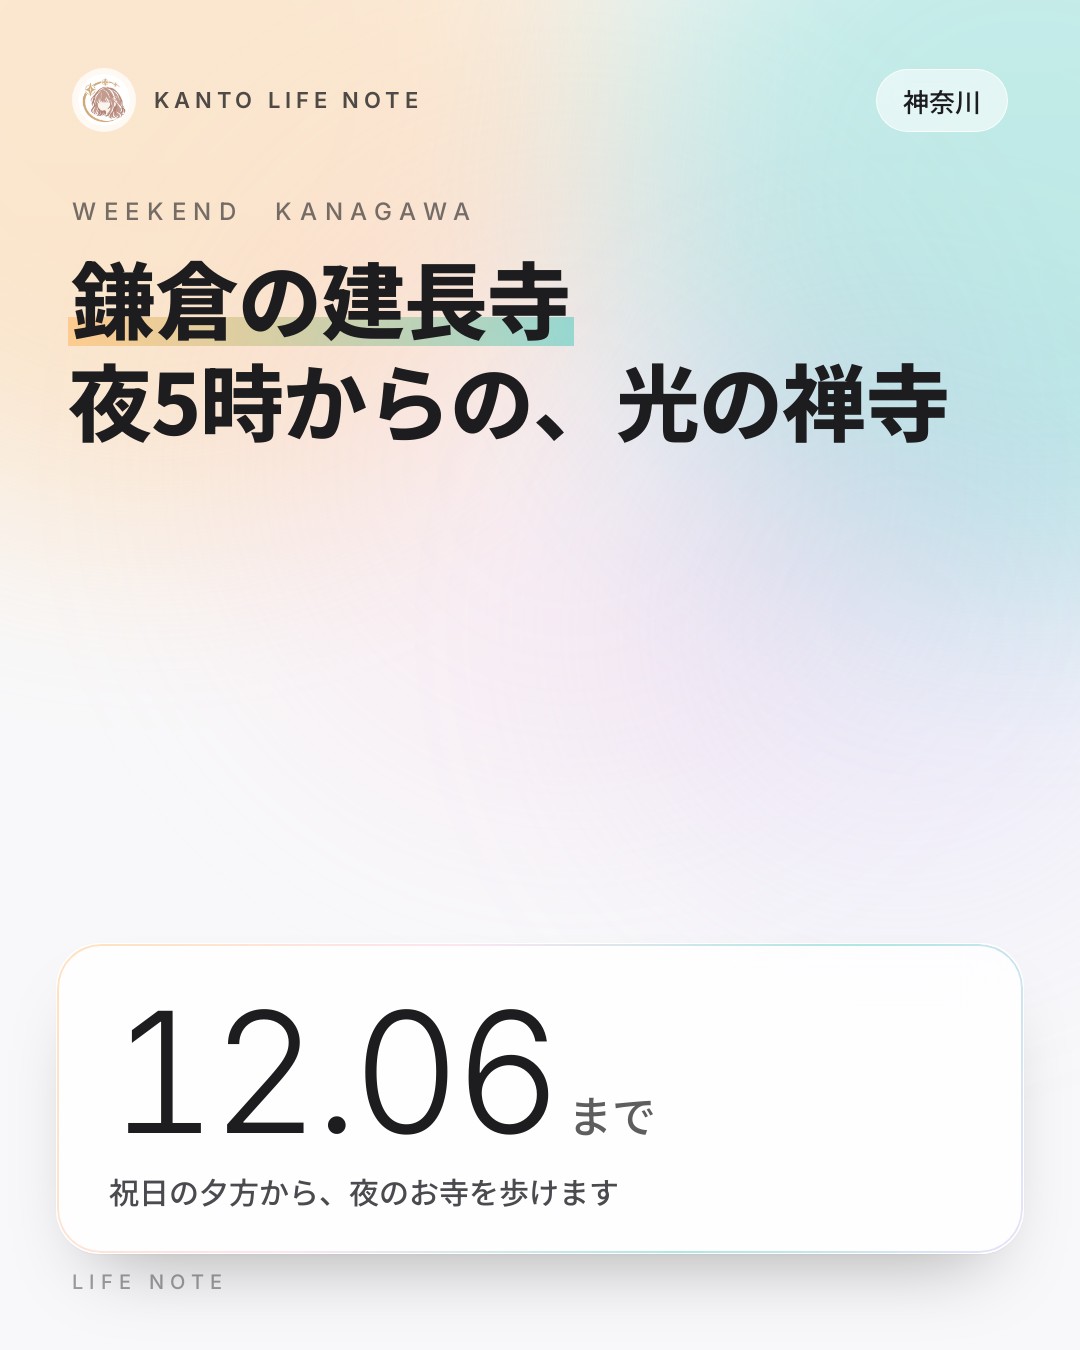 KANTO LIFE NOTE
神奈川
WEEKEND KANAGAWA
鎌倉の建長寺
夜5時からの、光の禅寺
12.06 まで
祝日の夕方から、夜のお寺を歩けます
LIFE NOTE